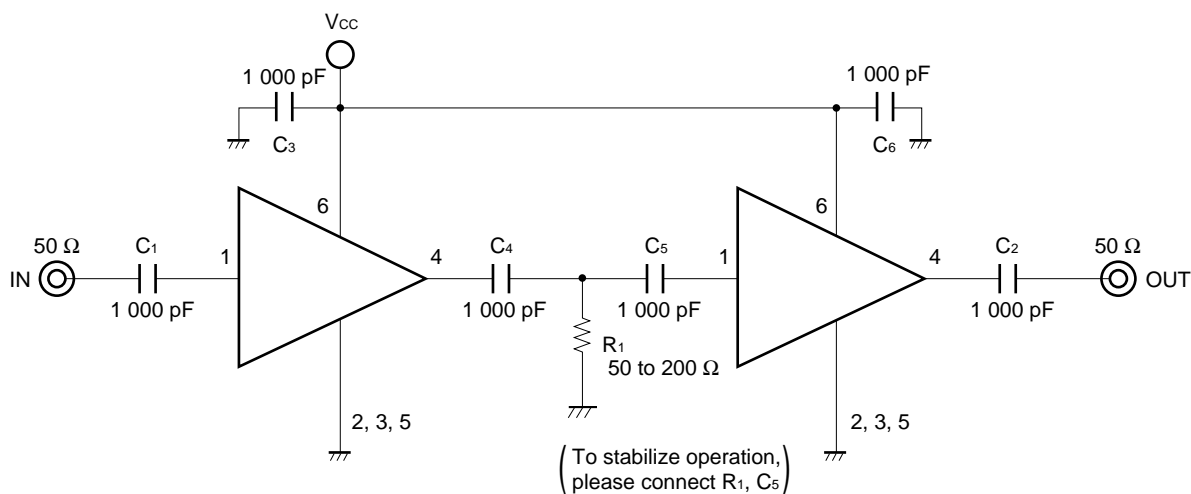 VCC
1 000 pF
C3
1 000 pF
C6
6
6
50 Ω
IN
C1
1 000 pF
1
4
C4
1 000 pF
C5
1 000 pF
1
4
C2
1 000 pF
50 Ω
OUT
R1
50 to 200 Ω
2, 3, 5
2, 3, 5
(To stabilize operation,
please connect R1, C5)